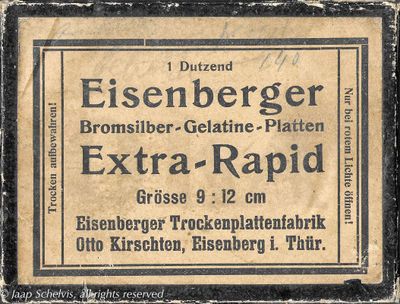 1 Dutzend
Eisenberger
Bromsilber-Gelatine-Platten
Extra-Rapid
Grösse 9:12 cm
Eisenberger Trockenplattenfabrik
Otto Kirschten, Eisenberg i. Thür.
Trocken aufbewahren!
Nur bei rotem Lichte öffnen!
© Jaap Schelvis, all rights reserved